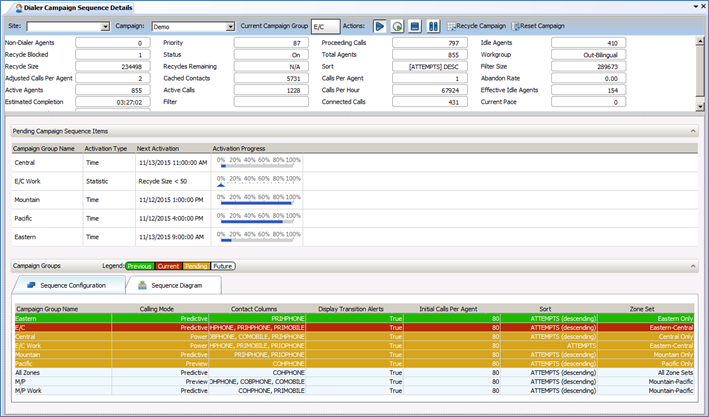 Dialer Campaign Sequence Details
Site: Campaign: Demo Current Campaign Group E/C Actions: Recycle Campaign Reset Campaign
Non-Dialer Agents 0 Priority 87 Proceeding Calls 797 Idle Agents 410
Recycle Blocked 1 Status On Total Agents 855 Workgroup Out-Bilingual
Recycle Size 234498 Recycles Remaining N/A Sort [ATTEMPTS] DESC Filter Size 289673
Adjusted Calls Per Agent 2 Cached Contacts 5731 Calls Per Agent 1 Abandon Rate 0.00
Active Agents 855 Active Calls 1228 Calls Per Hour 67924 Effective Idle Agents 154
Estimated Completion 03:27:02 Filter Connected Calls 431 Current Pace 0
Pending Campaign Sequence Items
Campaign Group Name Activation Type Next Activation Activation Progress
Central Time 11/13/2015 11:00:00 AM 0% 20% 40% 60% 80% 100%
E/C Work Statistic Recycle Size < 50 0% 20% 40% 60% 80% 100%
Mountain Time 11/12/2015 1:00:00 PM 0% 20% 40% 60% 80% 100%
Pacific Time 11/12/2015 4:00:00 PM 0% 20% 40% 60% 80% 100%
Eastern Time 11/13/2015 9:00:00 AM 0% 20% 40% 60% 80% 100%
Campaign Groups Legend: Previous Current Pending Future
Sequence Configuration Sequence Diagram
Campaign Group Name Calling Mode Contact Columns Display Transition Alerts Initial Calls Per Agent Sort Zone Set
Eastern Predictive PRIHPHONE True 80 ATTEMPTS (descending) Eastern Only
E/C Predictive HPHONE, PRIHPHONE, PRIMOBILE True 80 ATTEMPTS (descending) Eastern-Central
Central Power OBPHONE, COMOBILE, PRIHPHONE True 80 ATTEMPTS (descending) Central Only
E/C Work Power HPHONE, PRIMOBILE, PRIHPHONE True 80 ATTEMPTS Eastern-Central
Mountain Predictive PRIHPHONE, PRIOPHONE True 80 ATTEMPTS (descending) Mountain Only
Pacific Preview COHPHONE True 80 ATTEMPTS (descending) Pacific Only
All Zones Predictive COHPHONE True 80 ATTEMPTS (descending) All Zone Sets
M/P Preview OHPHONE, COBPHONE, COMOBILE True 80 ATTEMPTS (descending) Mountain-Pacific
M/P Work Predictive COHPHONE, PRIMOBILE True 80 ATTEMPTS (descending) Mountain-Pacific